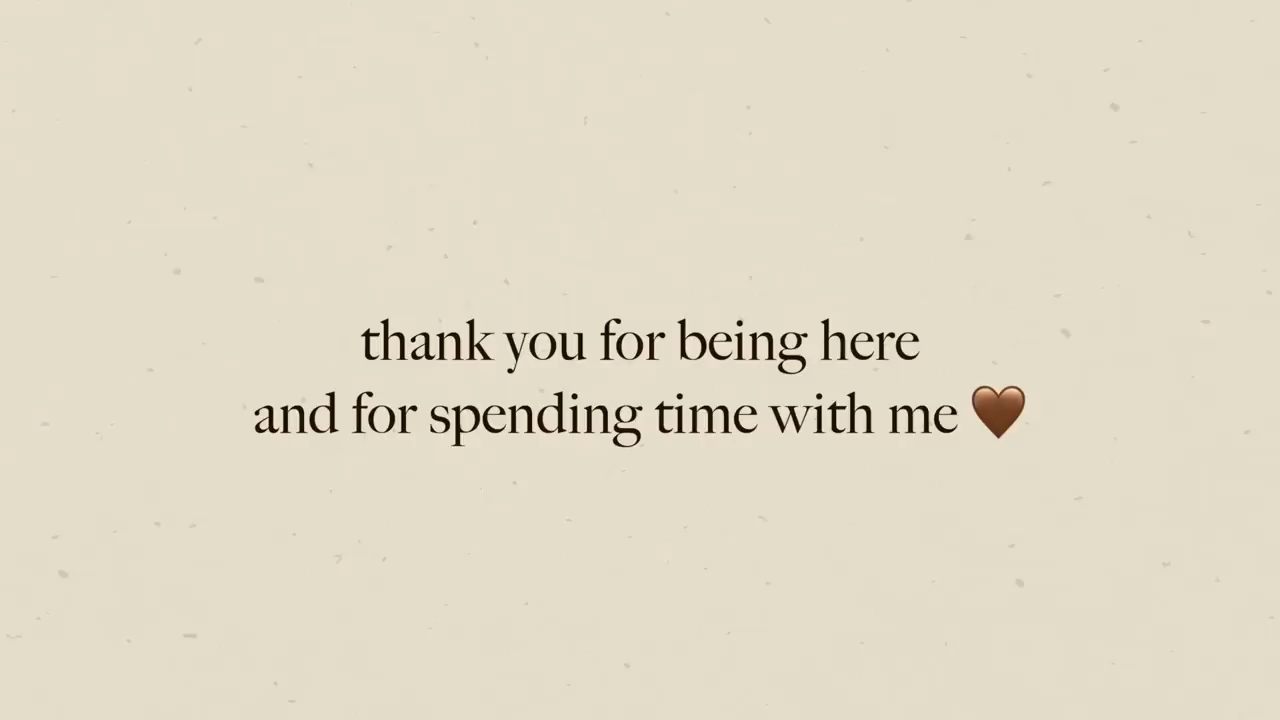 thank you for being here
and for spending time with me 🤎